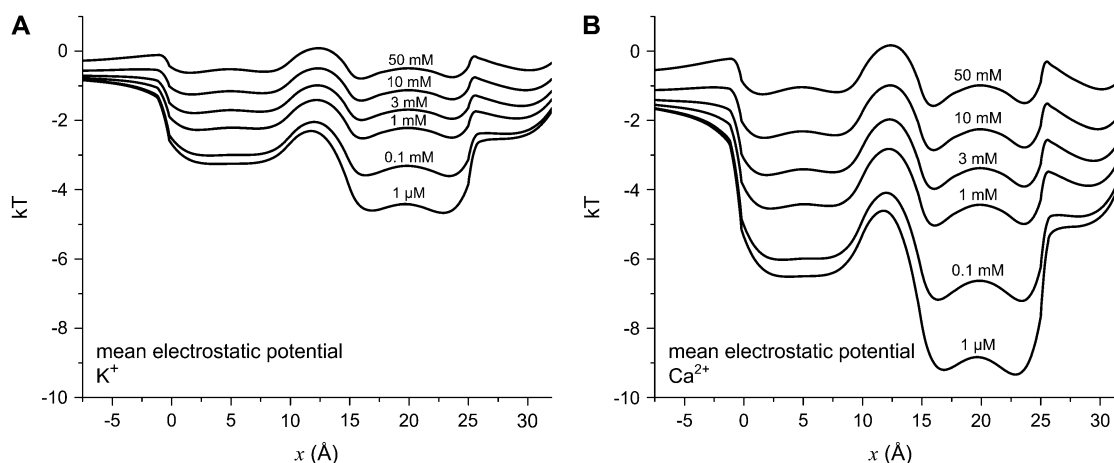 A
0
-2
-4
-6
-8
-10
kT
50 mM
10 mM
3 mM
1 mM
0.1 mM
1 µM
mean electrostatic potential
K⁺
-5 0 5 10 15 20 25 30
x (Å)
B
0
-2
-4
-6
-8
-10
kT
50 mM
10 mM
3 mM
1 mM
0.1 mM
1 µM
mean electrostatic potential
Ca²⁺
-5 0 5 10 15 20 25 30
x (Å)